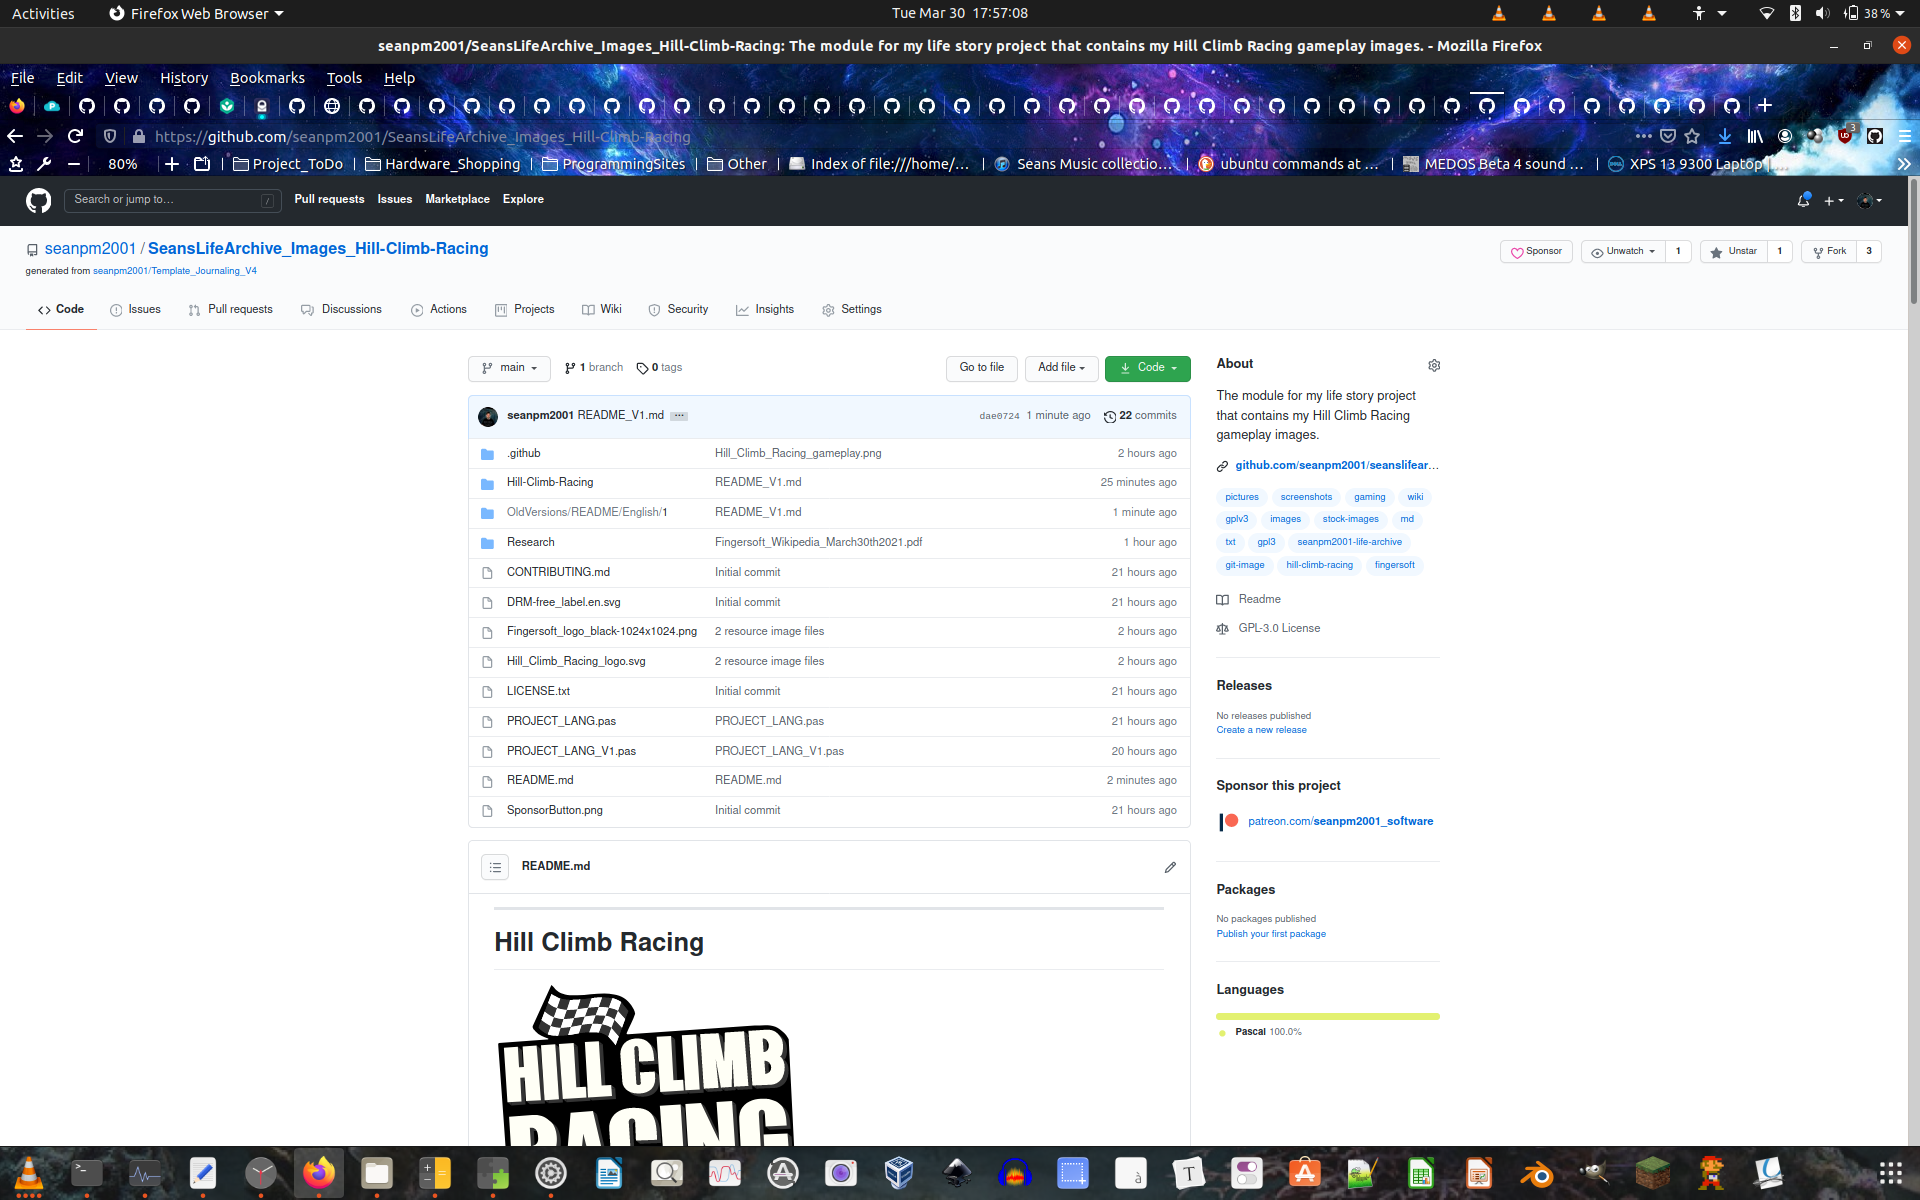 Activities Firefox Web Browser Tue Mar 30 17:57:08 38 %
seanpm2001/SeansLifeArchive_Images_Hill-Climb-Racing: The module for my life story project that contains my Hill Climb Racing gameplay images. - Mozilla Firefox
File Edit View History Bookmarks Tools Help
https://github.com/seanpm2001/SeansLifeArchive_Images_Hill-Climb-Racing 3
80% Project_ToDo Hardware_Shopping ProgrammingSites Other Index of file:///home/... Seans Music collectio... ubuntu commands at ... MEDOS Beta 4 sound ... XPS 13 9300 Laptop |...
Search or jump to... / Pull requests Issues Marketplace Explore
seanpm2001 / SeansLifeArchive_Images_Hill-Climb-Racing Sponsor Unwatch 1 Unstar 1 Fork 3
generated from seanpm2001/Template_Journaling_V4
Code Issues Pull requests Discussions Actions Projects Wiki Security Insights Settings
main 1 branch 0 tags Go to file Add file Code
seanpm2001 README_V1.md ... dae0724 1 minute ago 22 commits
.github Hill_Climb_Racing_gameplay.png 2 hours ago
Hill-Climb-Racing README_V1.md 25 minutes ago
OldVersions/README/English/1 README_V1.md 1 minute ago
Research Fingersoft_Wikipedia_March30th2021.pdf 1 hour ago
CONTRIBUTING.md Initial commit 21 hours ago
DRM-free_label.en.svg Initial commit 21 hours ago
Fingersoft_logo_black-1024x1024.png 2 resource image files 2 hours ago
Hill_Climb_Racing_logo.svg 2 resource image files 2 hours ago
LICENSE.txt Initial commit 21 hours ago
PROJECT_LANG.pas PROJECT_LANG.pas 21 hours ago
PROJECT_LANG_V1.pas PROJECT_LANG_V1.pas 20 hours ago
README.md README.md 2 minutes ago
SponsorButton.png Initial commit 21 hours ago
README.md
Hill Climb Racing
HILL CLIMB
RACING
About
The module for my life story project
that contains my Hill Climb Racing
gameplay images.
github.com/seanpm2001/seanslifear...
pictures screenshots gaming wiki
gplv3 images stock-images md
txt gpl3 seanpm2001-life-archive
git-image hill-climb-racing fingersoft
Readme
GPL-3.0 License
Releases
No releases published
Create a new release
Sponsor this project
patreon.com/seanpm2001_software
Packages
No packages published
Publish your first package
Languages
Pascal 100.0%